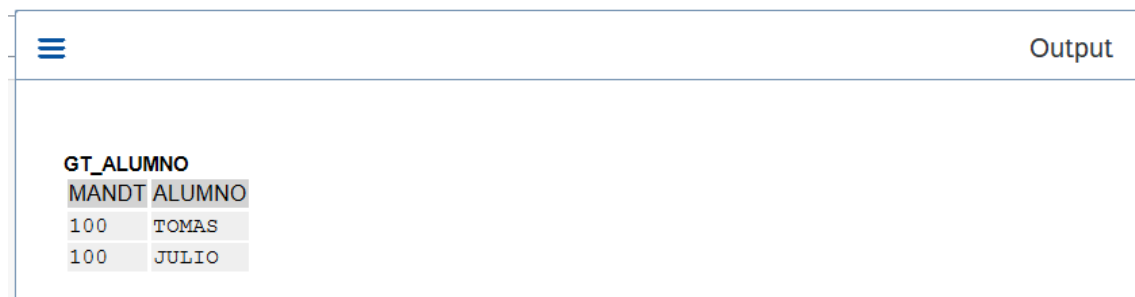 Output
GT_ALUMNO
MANDT ALUMNO
100 TOMAS
100 JULIO